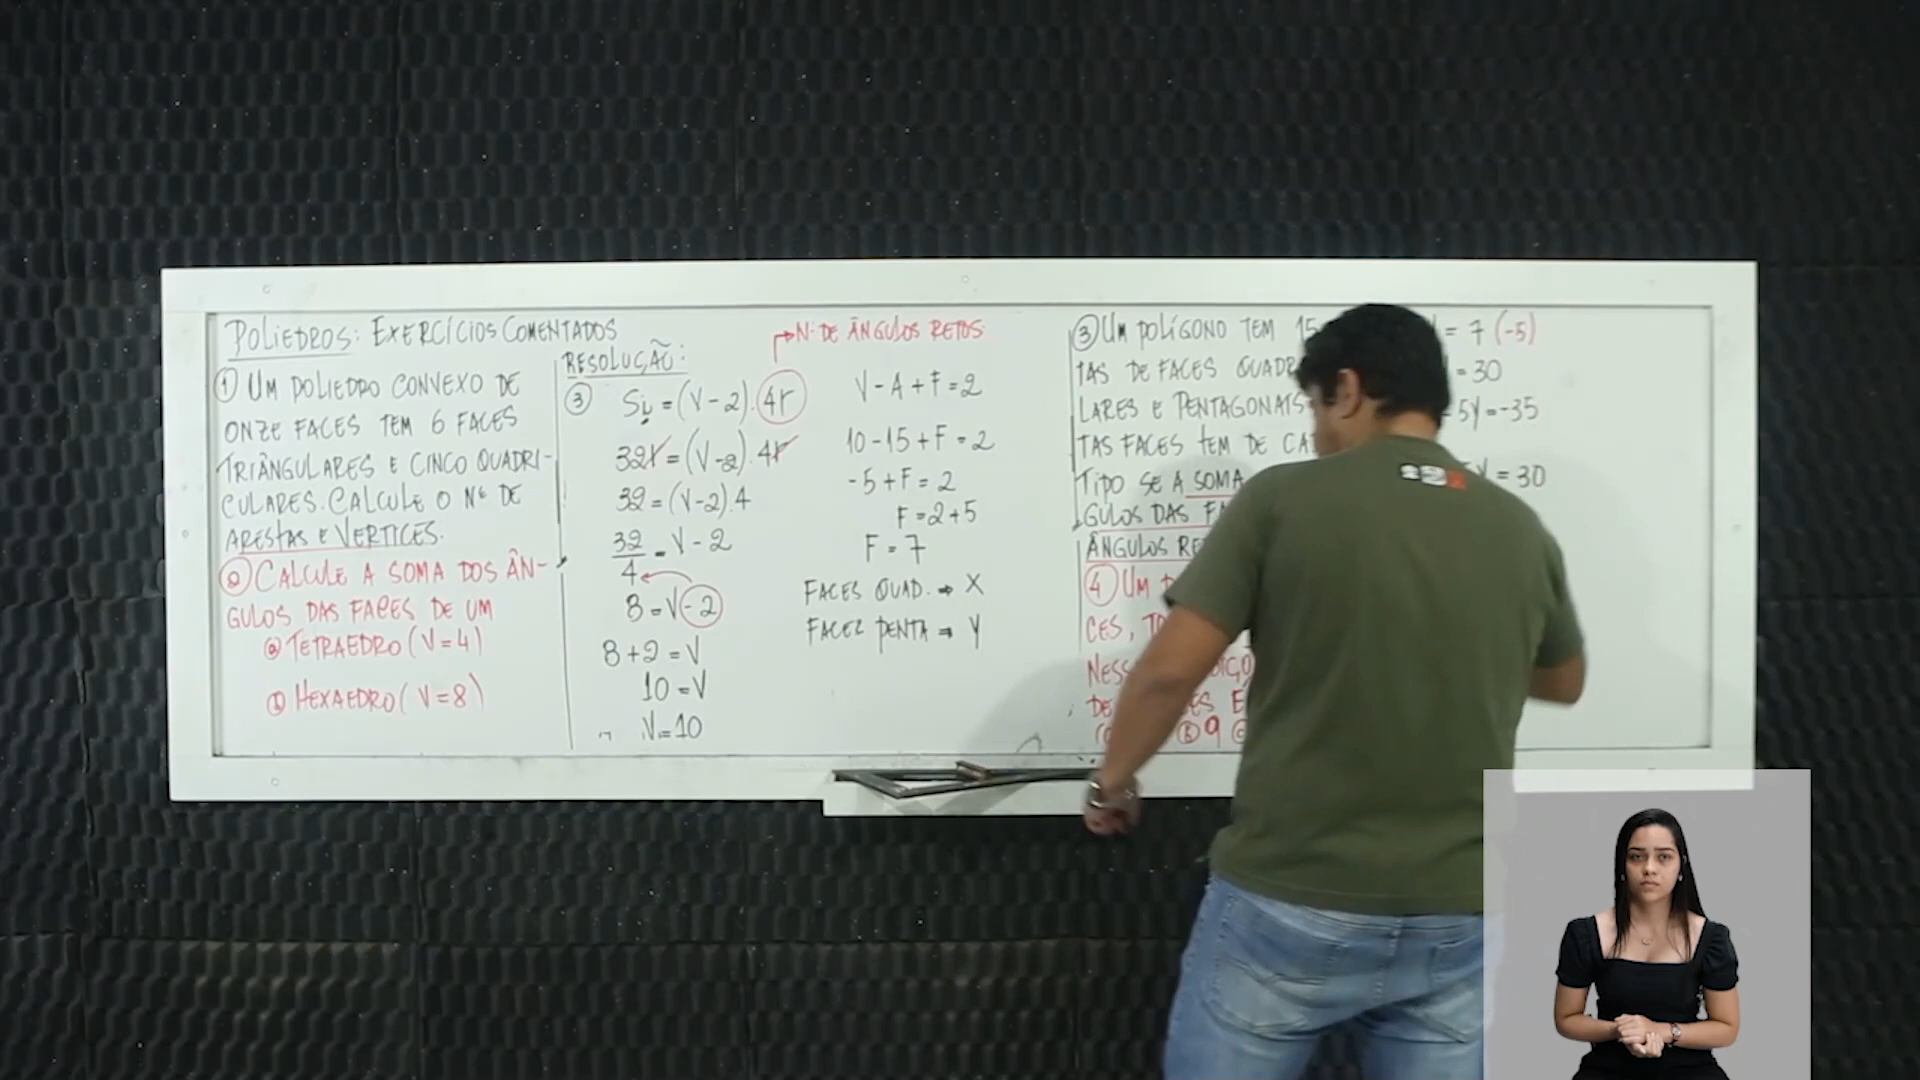 POLIEDROS: EXERCÍCIOS COMENTADOS
① UM POLIEDRO CONVEXO DE
ONZE FACES TEM 6 FACES
TRIÂNGULARES E CINCO QUADRI-
CULARES. CALCULE O Nº DE
ARESTAS E VERTICES.
② CALCULE A SOMA DOS ÂN-
GULOS DAS FACES DE UM
ⓐ TETRAEDRO (V=4)
ⓑ HEXAEDRO (V=8)
RESOLUÇÃO:
③ Si = (V-2).4r
32r = (V-2).4r
32 = (V-2).4
32/4 = V-2
8 = V-2
8+2 = V
10 = V
V=10
Nº DE ÂNGULOS RETOS
V - A + F = 2
10 - 15 + F = 2
-5 + F = 2
F = 2+5
F = 7
FACES QUAD. → X
FACES PENTA → Y
③ UM POLÍGONO TEM 15
TAS DE FACES
LARES E PENTAGONAIS
TAS FACES TEM DE
TIPO SE A SOMA
GULOS DAS
ÂNGULOS
④ UM
CES,
ⓑ 9
= 7 (-5)
= 30
5Y = -35
= 30